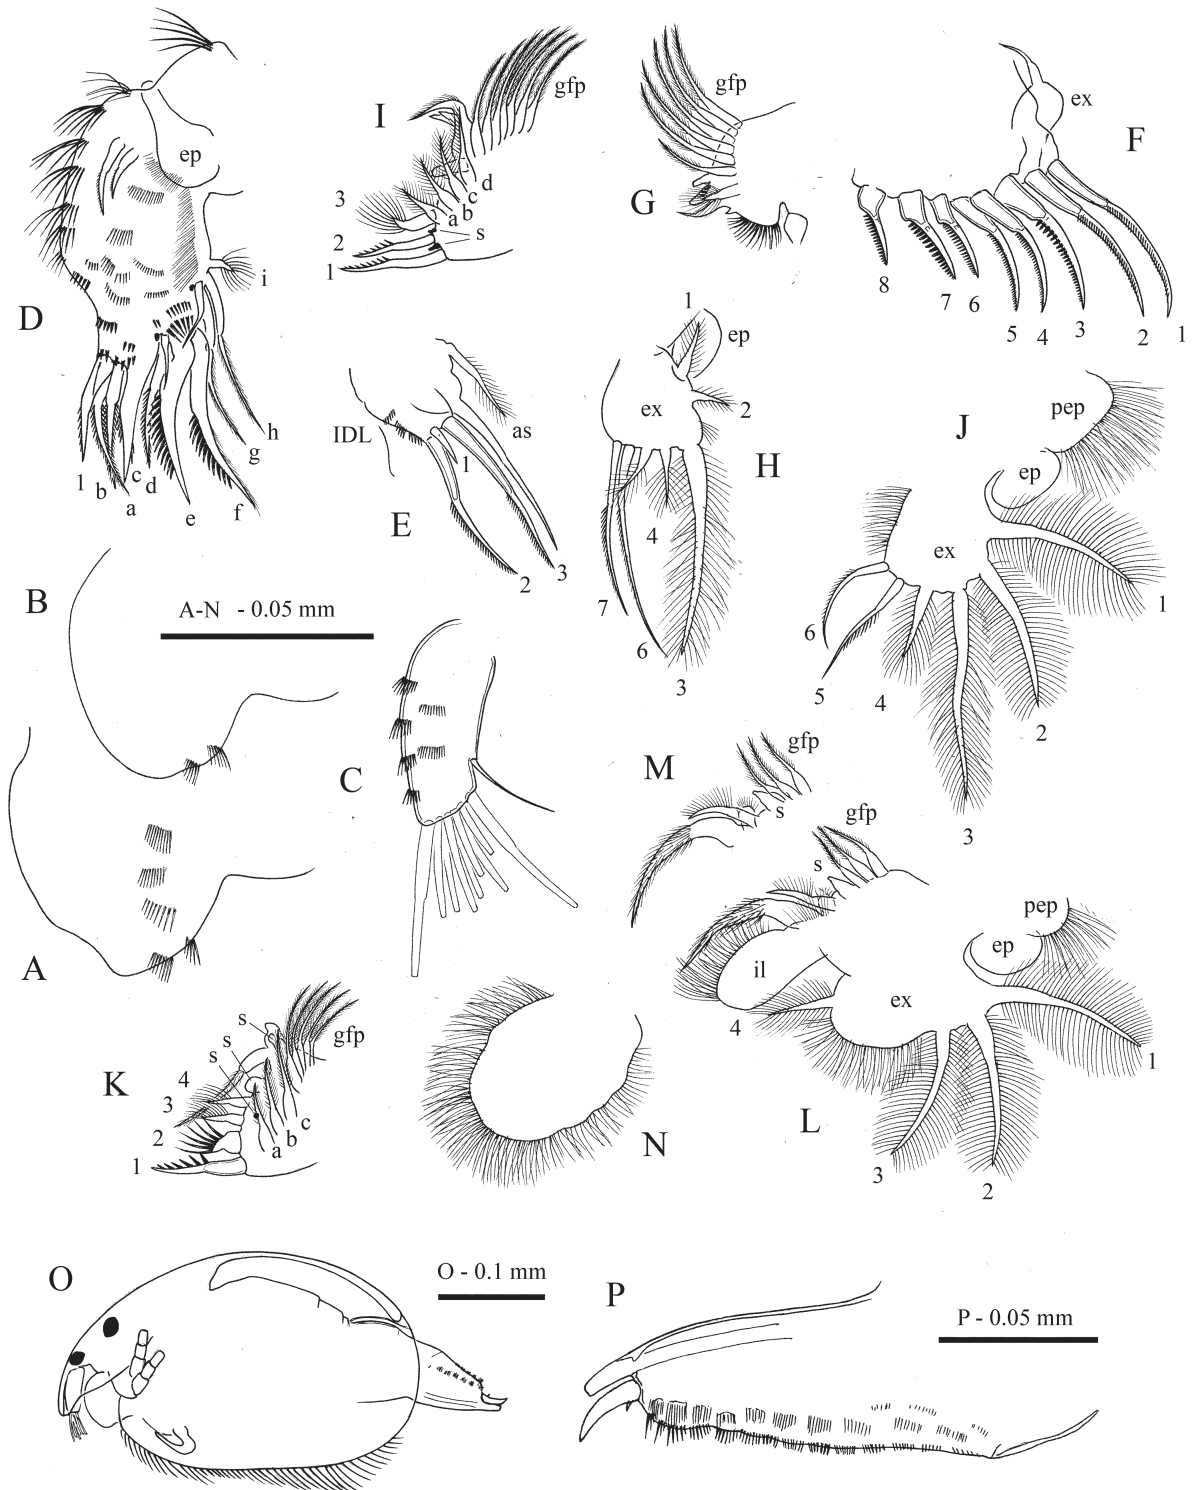 I
gfp
3
2
1
a
b
c
d
s
G
gfp
ex
F
8
7
6
5
4
3
2
1
D
ep
i
h
g
f
e
d
c
a
b
1
IDL
as
1
E
2
3
1
ep
ex
2
H
4
7
6
3
J
pep
ep
ex
1
2
3
4
5
6
B
A-N - 0.05 mm
A
C
M
gfp
s
gfp
s
il
4
ex
ep
pep
1
2
3
L
K
s
s
s
gfp
4
3
2
1
a
b
c
N
O
O - 0.1 mm
P
P - 0.05 mm